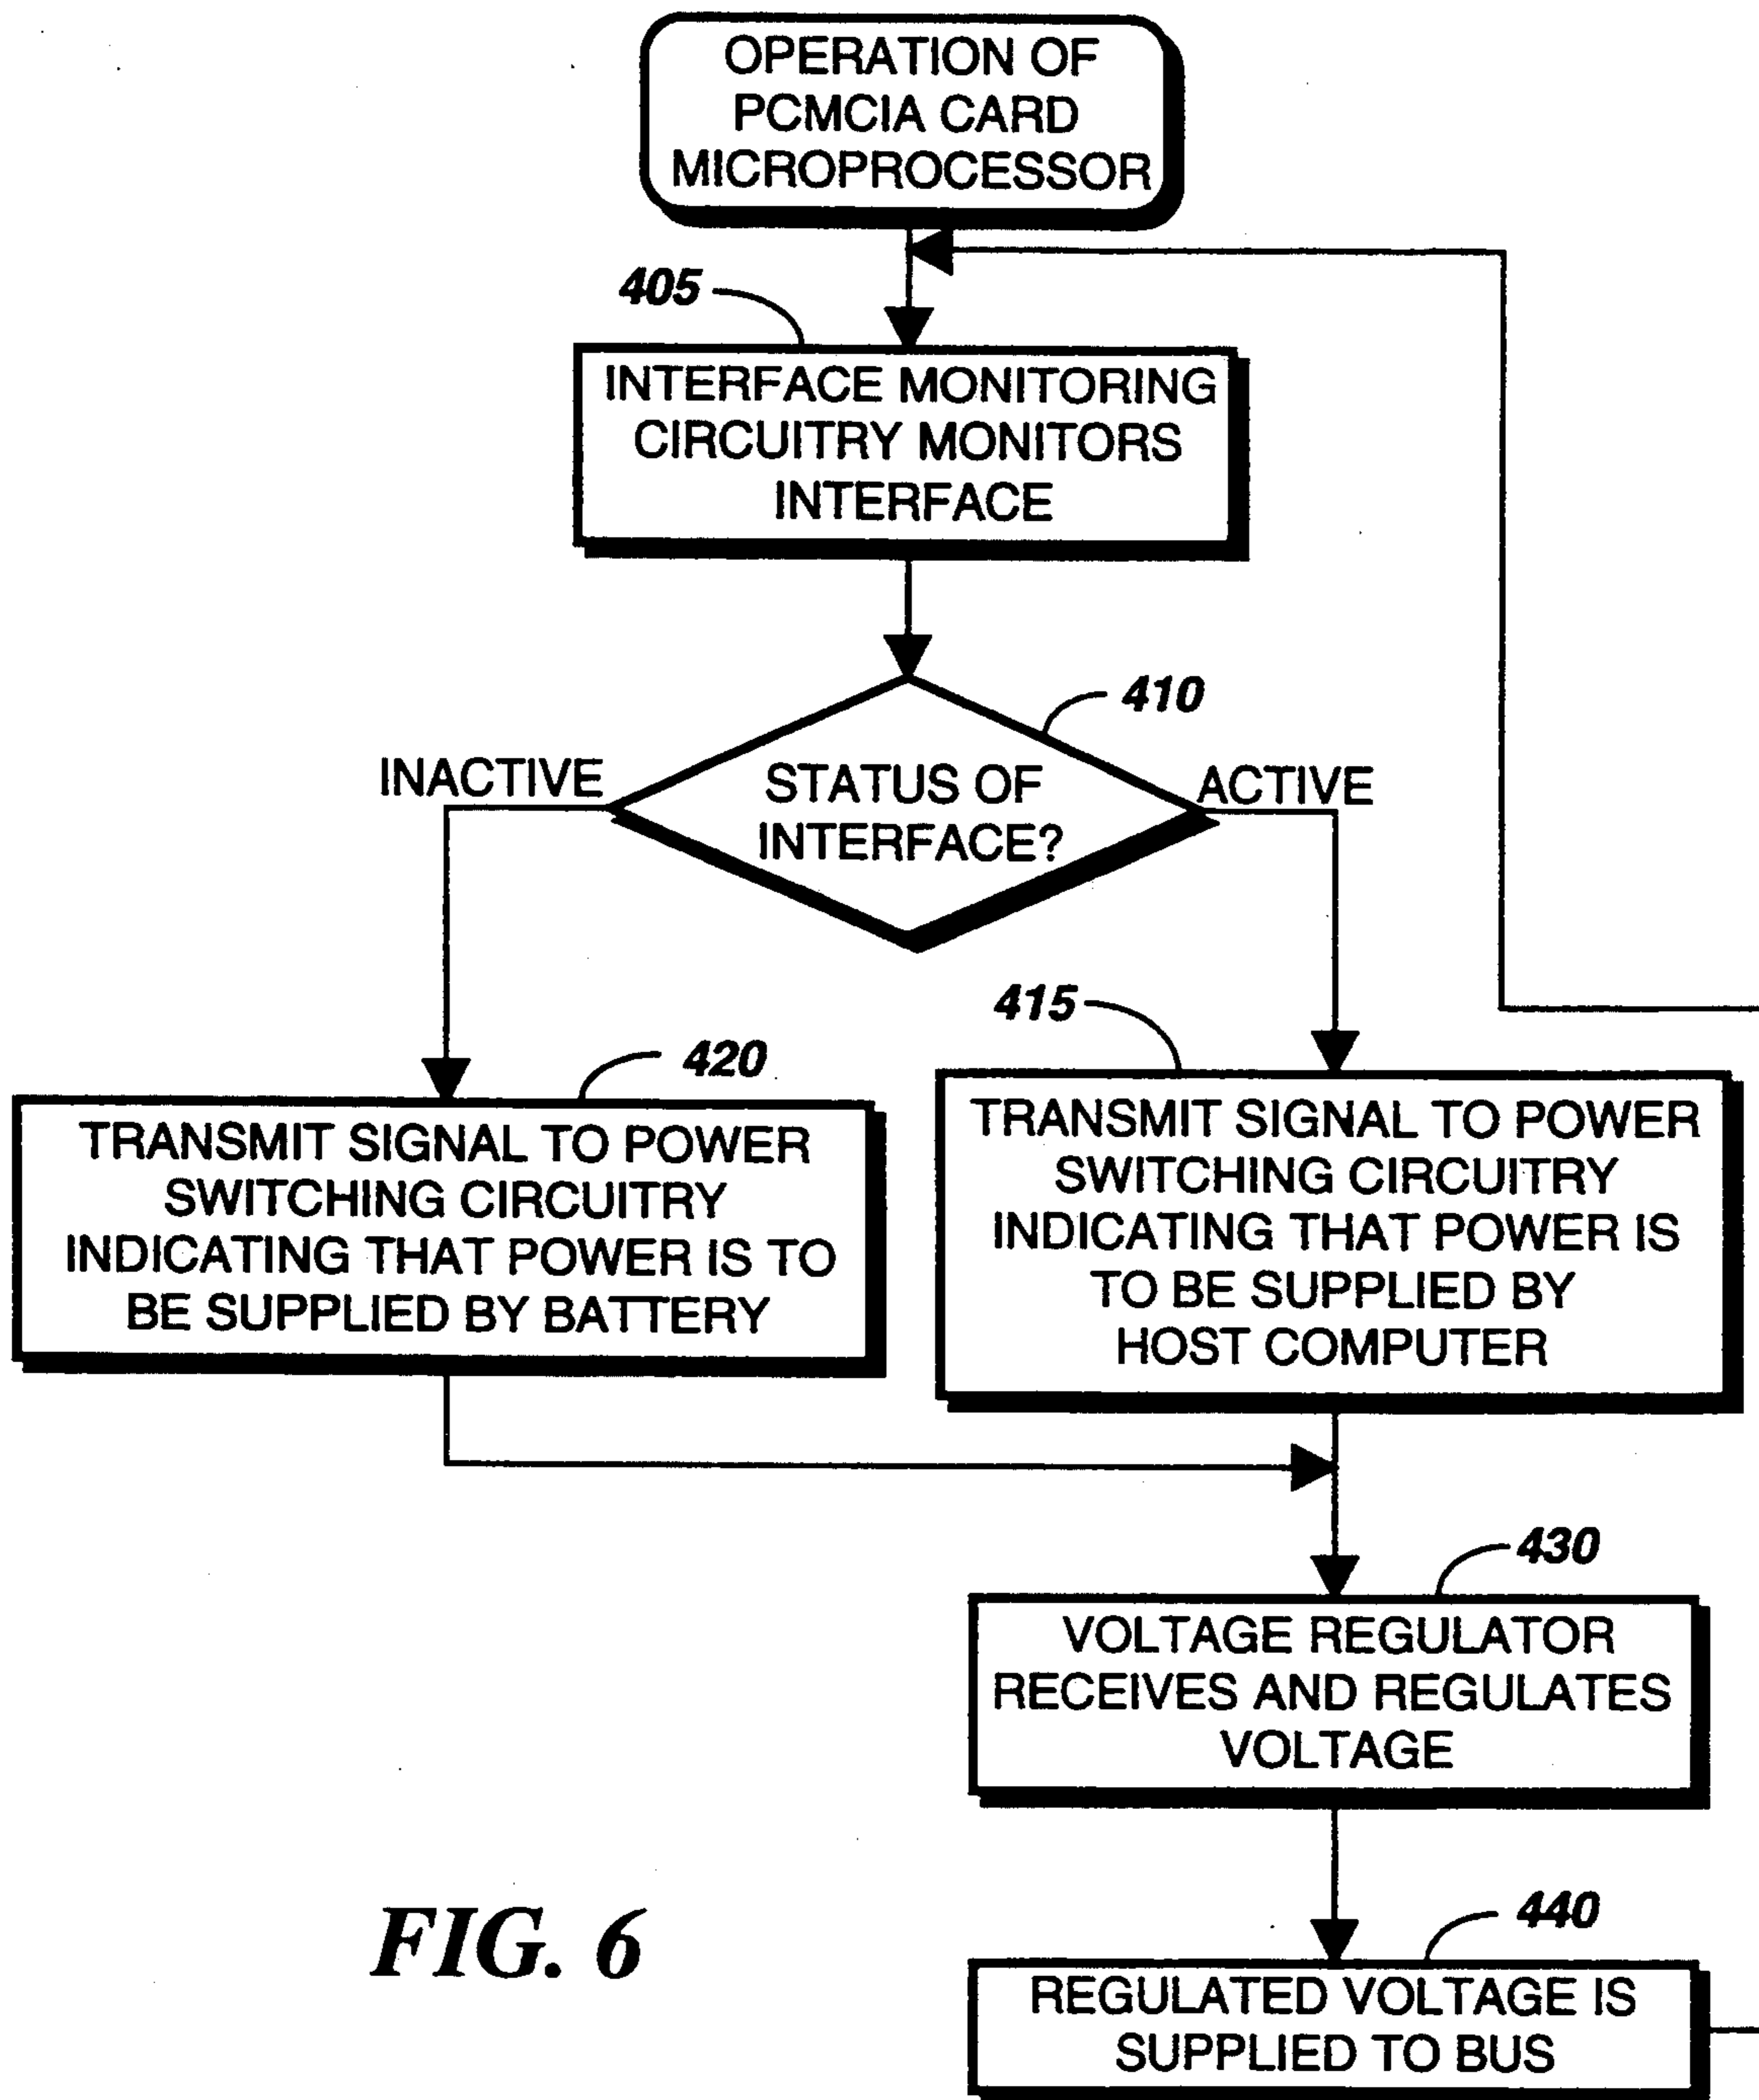 OPERATION OF
PCMCIA CARD
MICROPROCESSOR
405
INTERFACE MONITORING
CIRCUITRY MONITORS
INTERFACE
410
INACTIVE
STATUS OF
INTERFACE?
ACTIVE
420
TRANSMIT SIGNAL TO POWER
SWITCHING CIRCUITRY
INDICATING THAT POWER IS TO
BE SUPPLIED BY BATTERY
415
TRANSMIT SIGNAL TO POWER
SWITCHING CIRCUITRY
INDICATING THAT POWER IS
TO BE SUPPLIED BY
HOST COMPUTER
430
VOLTAGE REGULATOR
RECEIVES AND REGULATES
VOLTAGE
440
REGULATED VOLTAGE IS
SUPPLIED TO BUS
FIG. 6